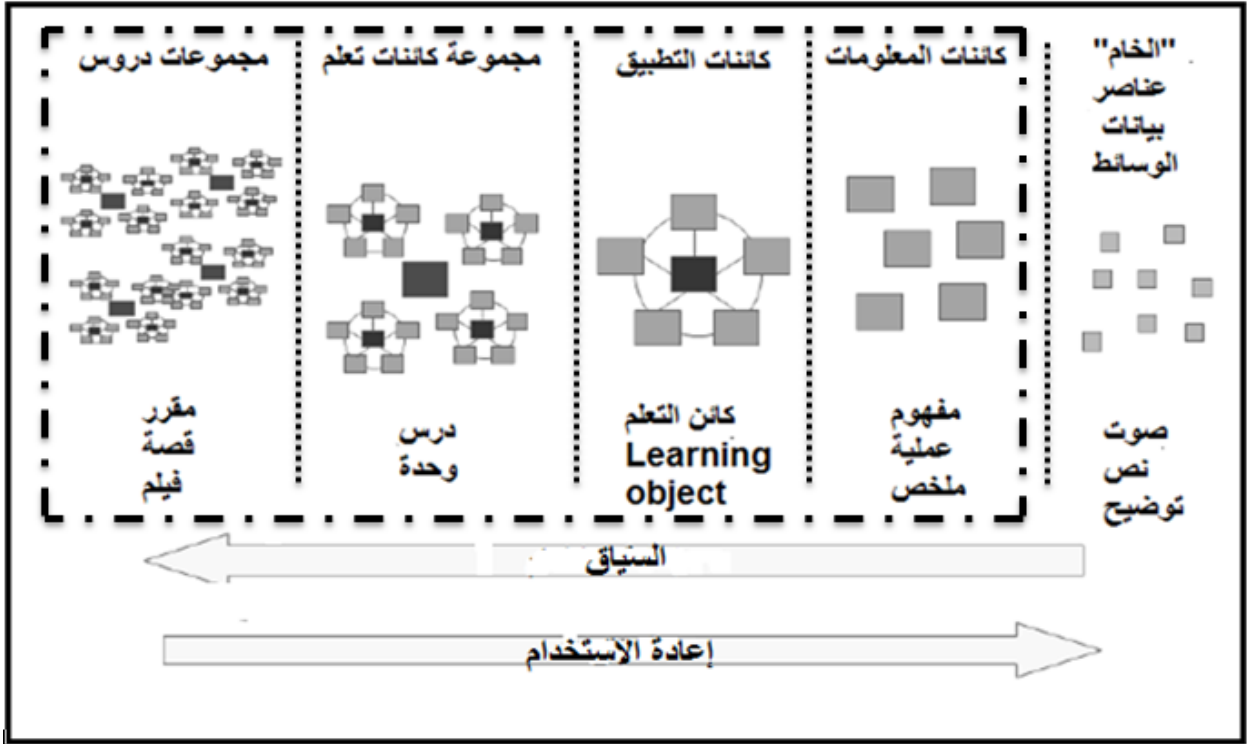 "الخام"
عناصر
بيانات
الوسائط
كائنات المعلومات
كائنات التطبيق
مجموعة كائنات تعلم
مجموعات دروس
صوت
نص
توضيح
مفهوم
عملية
ملخص
كائن التعلم
Learning
object
درس
وحدة
مقرر
قصة
فيلم
السياق
إعادة الإستخدام